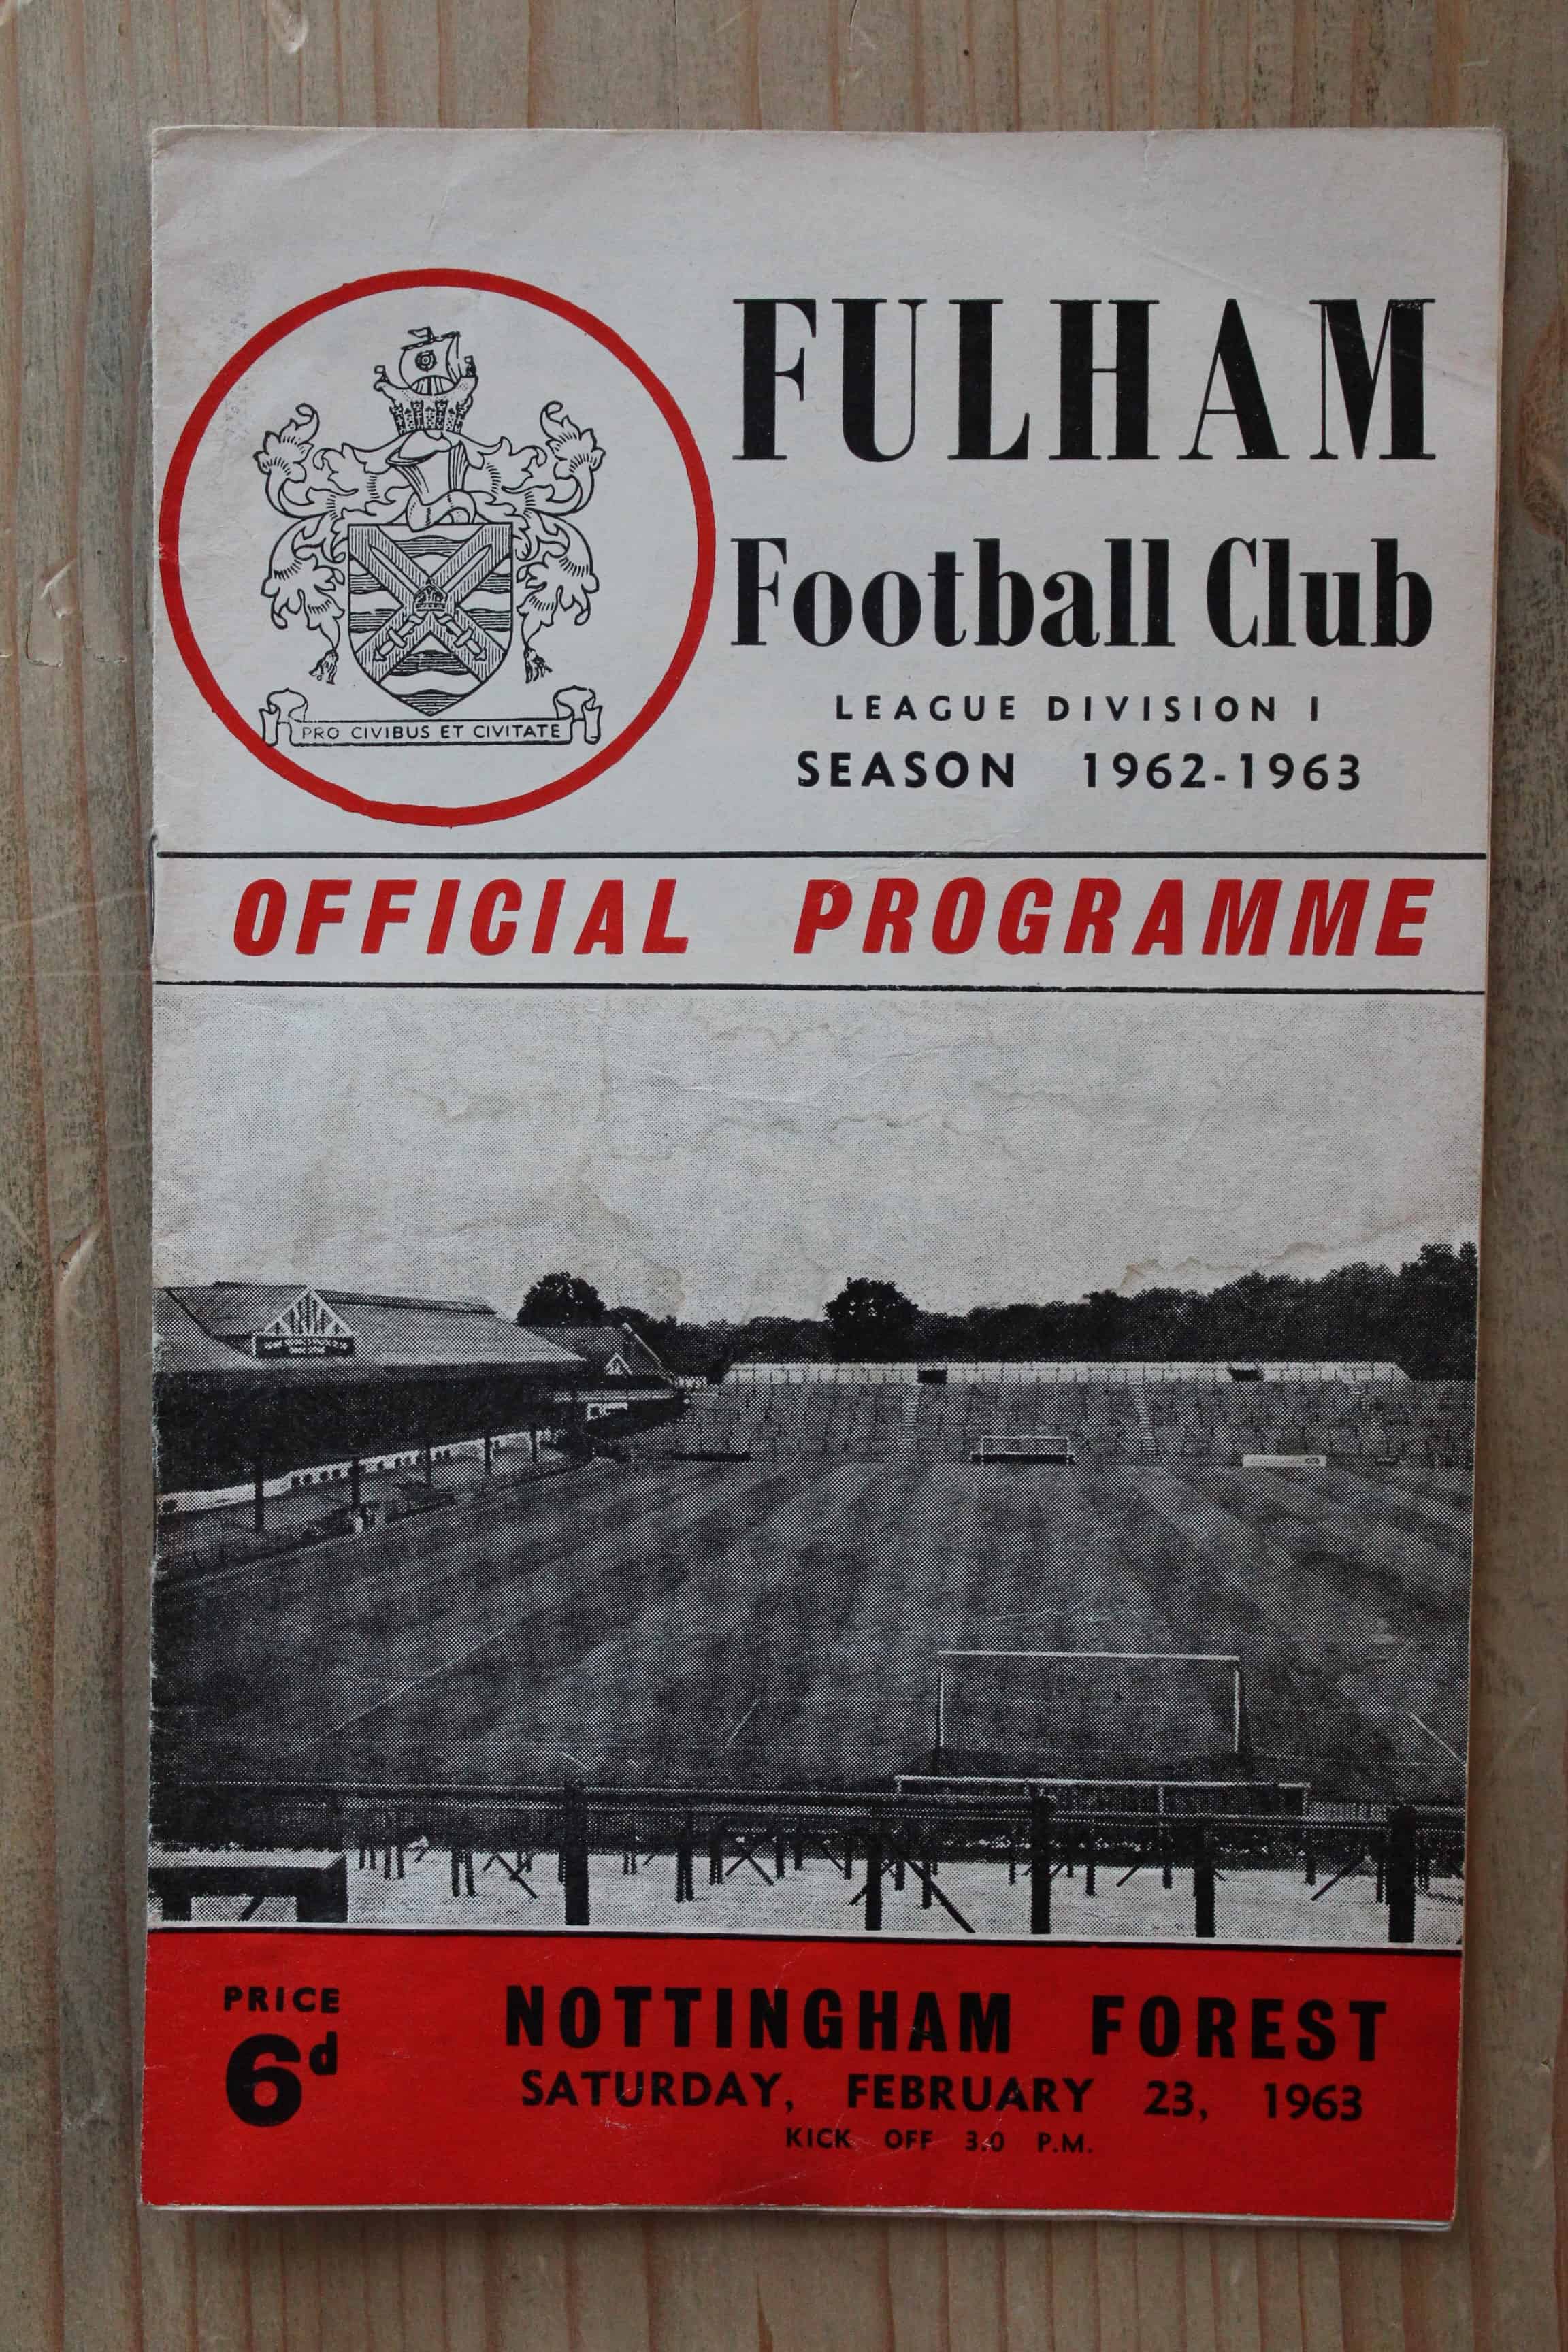 FULHAM
Football Club
LEAGUE DIVISION I
SEASON 1962-1963
PRO CIVIBUS ET CIVITATE
OFFICIAL PROGRAMME
PRICE
6d
NOTTINGHAM FOREST
SATURDAY, FEBRUARY 23, 1963
KICK OFF 3.0 P.M.